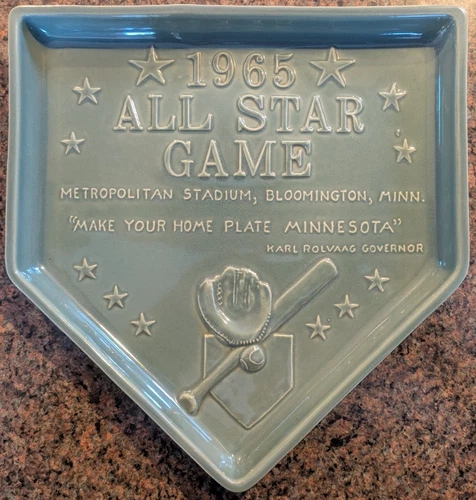 1965
ALL STAR
GAME
METROPOLITAN STADIUM, BLOOMINGTON, MINN.
"MAKE YOUR HOME PLATE MINNESOTA"
KARL ROLVAAG GOVERNOR